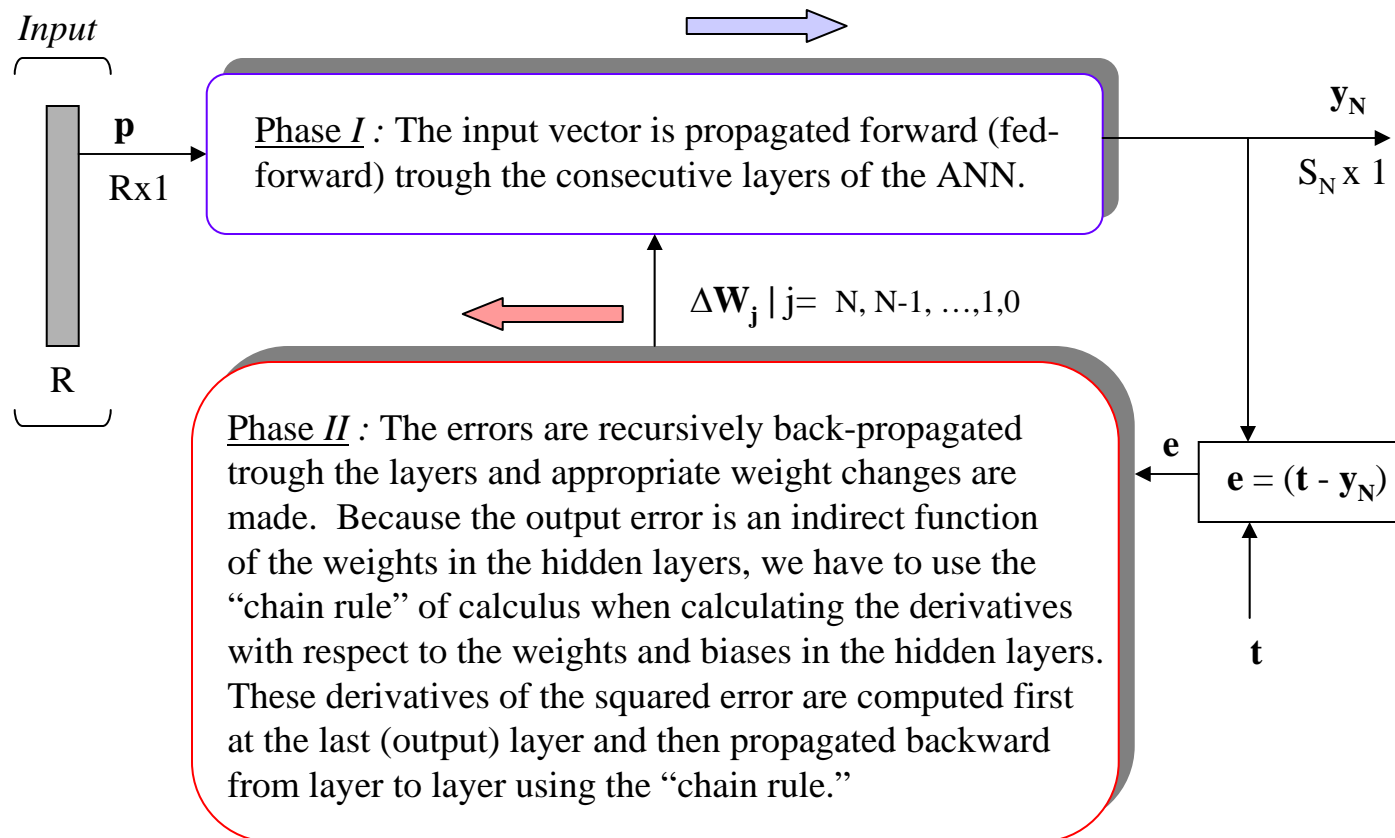 Input
p
Rx1
R
Phase I : The input vector is propagated forward (fed-
forward) trough the consecutive layers of the ANN.
y_N
S_N x 1
ΔW_j | j= N, N-1, …,1,0
Phase II : The errors are recursively back-propagated
trough the layers and appropriate weight changes are
made. Because the output error is an indirect function
of the weights in the hidden layers, we have to use the
“chain rule” of calculus when calculating the derivatives
with respect to the weights and biases in the hidden layers.
These derivatives of the squared error are computed first
at the last (output) layer and then propagated backward
from layer to layer using the “chain rule.”
e
e = (t - y_N)
t